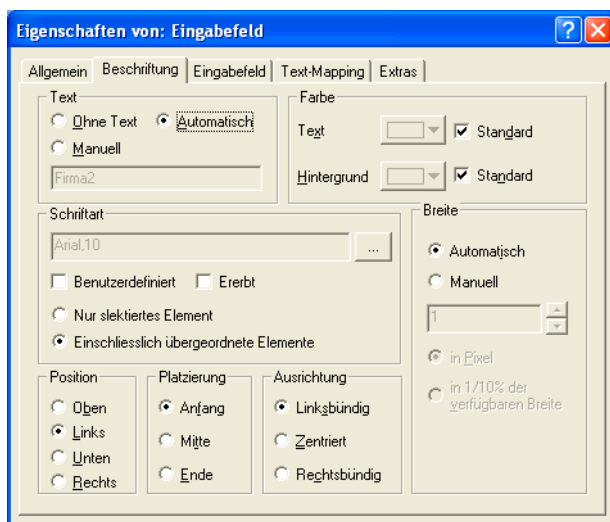 Eigenschaften von: Eingabefeld
Allgemein Beschriftung Eingabefeld Text-Mapping Extras
Text
Ohne Text Automatisch
Manuell
Firma2
Farbe
Text Standard
Hintergrund Standard
Schriftart
Arial,10 ...
Benutzerdefiniert Ererbt
Nur slektiertes Element
Einschliesslich übergeordnete Elemente
Breite
Automatisch
Manuell
1
in Pixel
in 1/10% der
verfügbaren Breite
Position
Oben
Links
Unten
Rechts
Platzierung
Anfang
Mitte
Ende
Ausrichtung
Linksbündig
Zentriert
Rechtsbündig